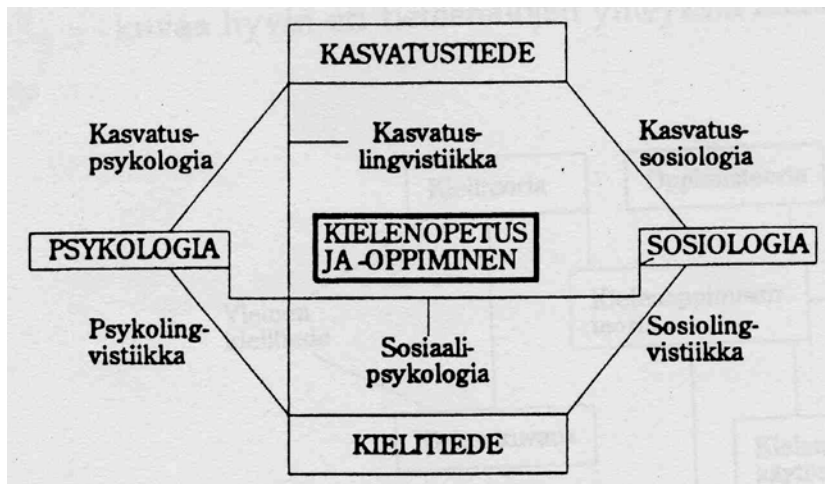 KASVATUSTIEDE
Kasvatus-
psykologia
Kasvatus-
lingvistiikka
Kasvatus-
sosiologia
PSYKOLOGIA
KIELENOPETUS
JA -OPPIMINEN
SOSIOLOGIA
Psykoling-
vistiikka
Sosiaali-
psykologia
Sosioling-
vistiikka
KIELITIEDE